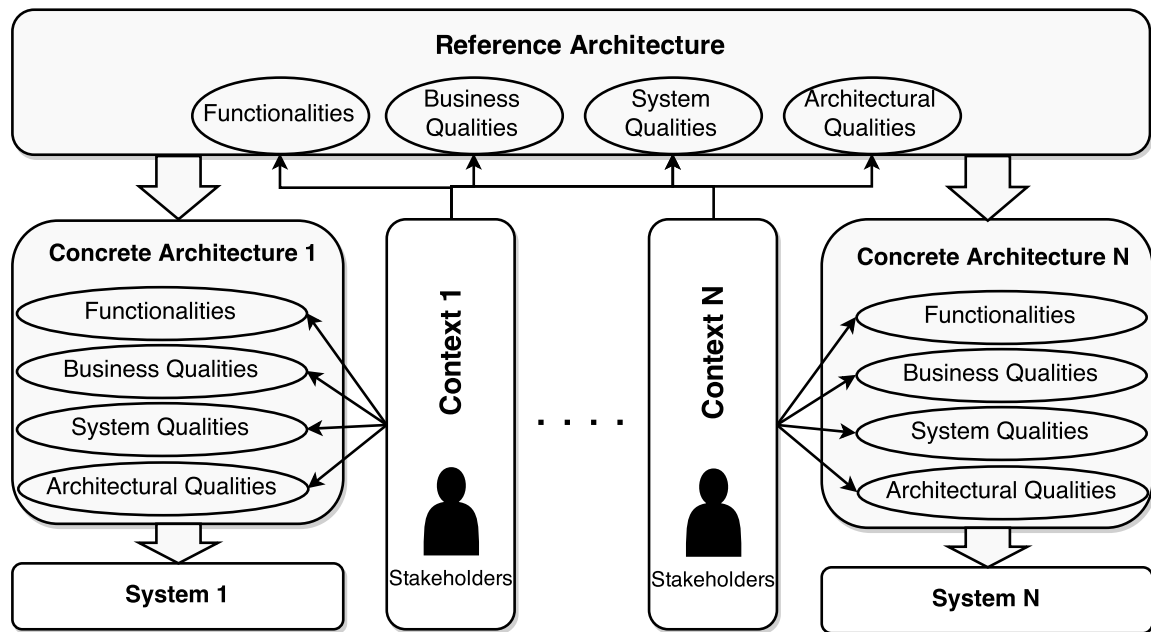 Reference Architecture
Functionalities
Business
Qualities
System
Qualities
Architectural
Qualities
Concrete Architecture 1
Functionalities
Business Qualities
System Qualities
Architectural Qualities
System 1
Context 1
Stakeholders
. . . .
Context N
Stakeholders
Concrete Architecture N
Functionalities
Business Qualities
System Qualities
Architectural Qualities
System N